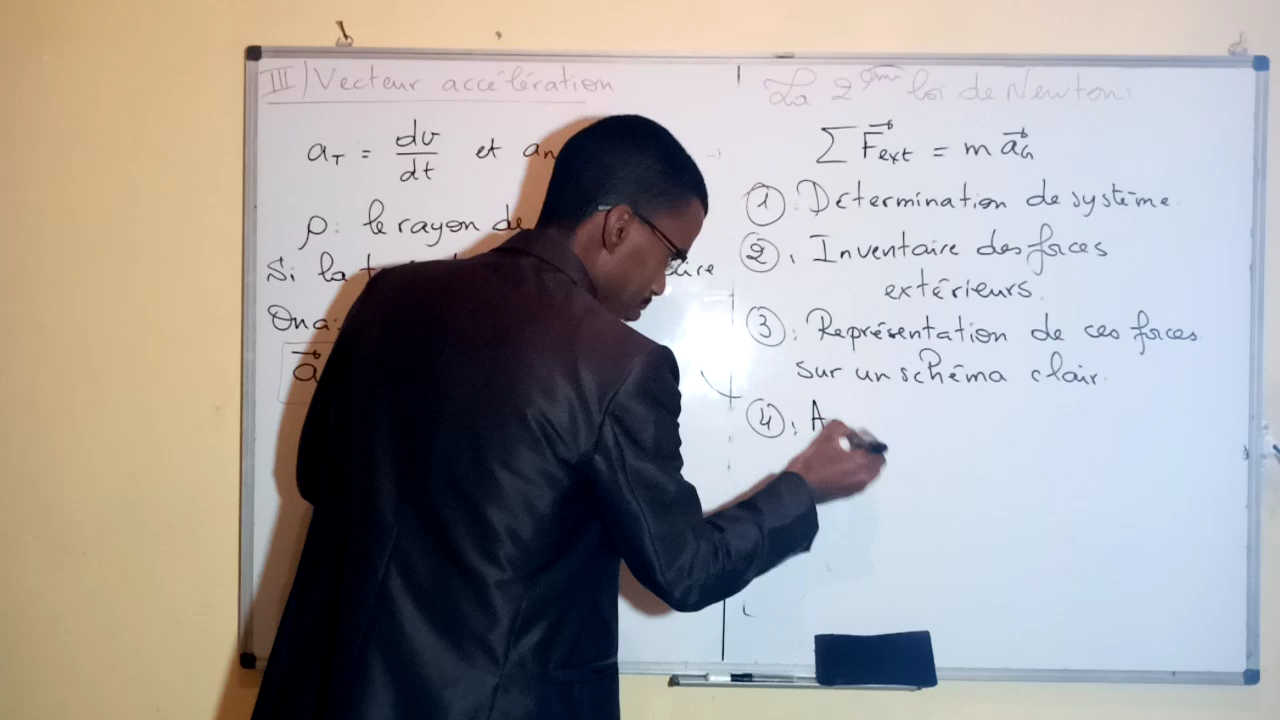 III) Vecteur accélération
a_T = dv/dt et an
ρ: le rayon de
Si la
On a:
a⃗
La 2ème loi de Newton:
∑ F⃗ext = m a⃗G
① : Détermination de système.
② : Inventaire des forces
extérieurs.
③ : Représentation de ces forces
sur un schéma clair.
④ : A